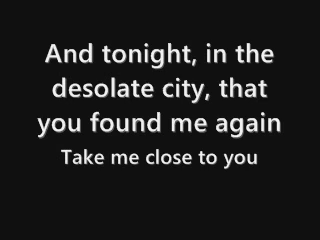 And tonight, in the
desolate city, that
you found me again
Take me close to you